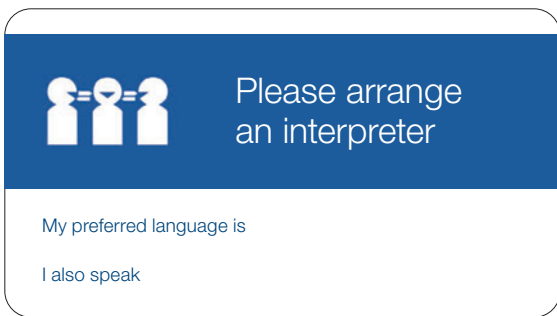 Please arrange
an interpreter
My preferred language is
I also speak